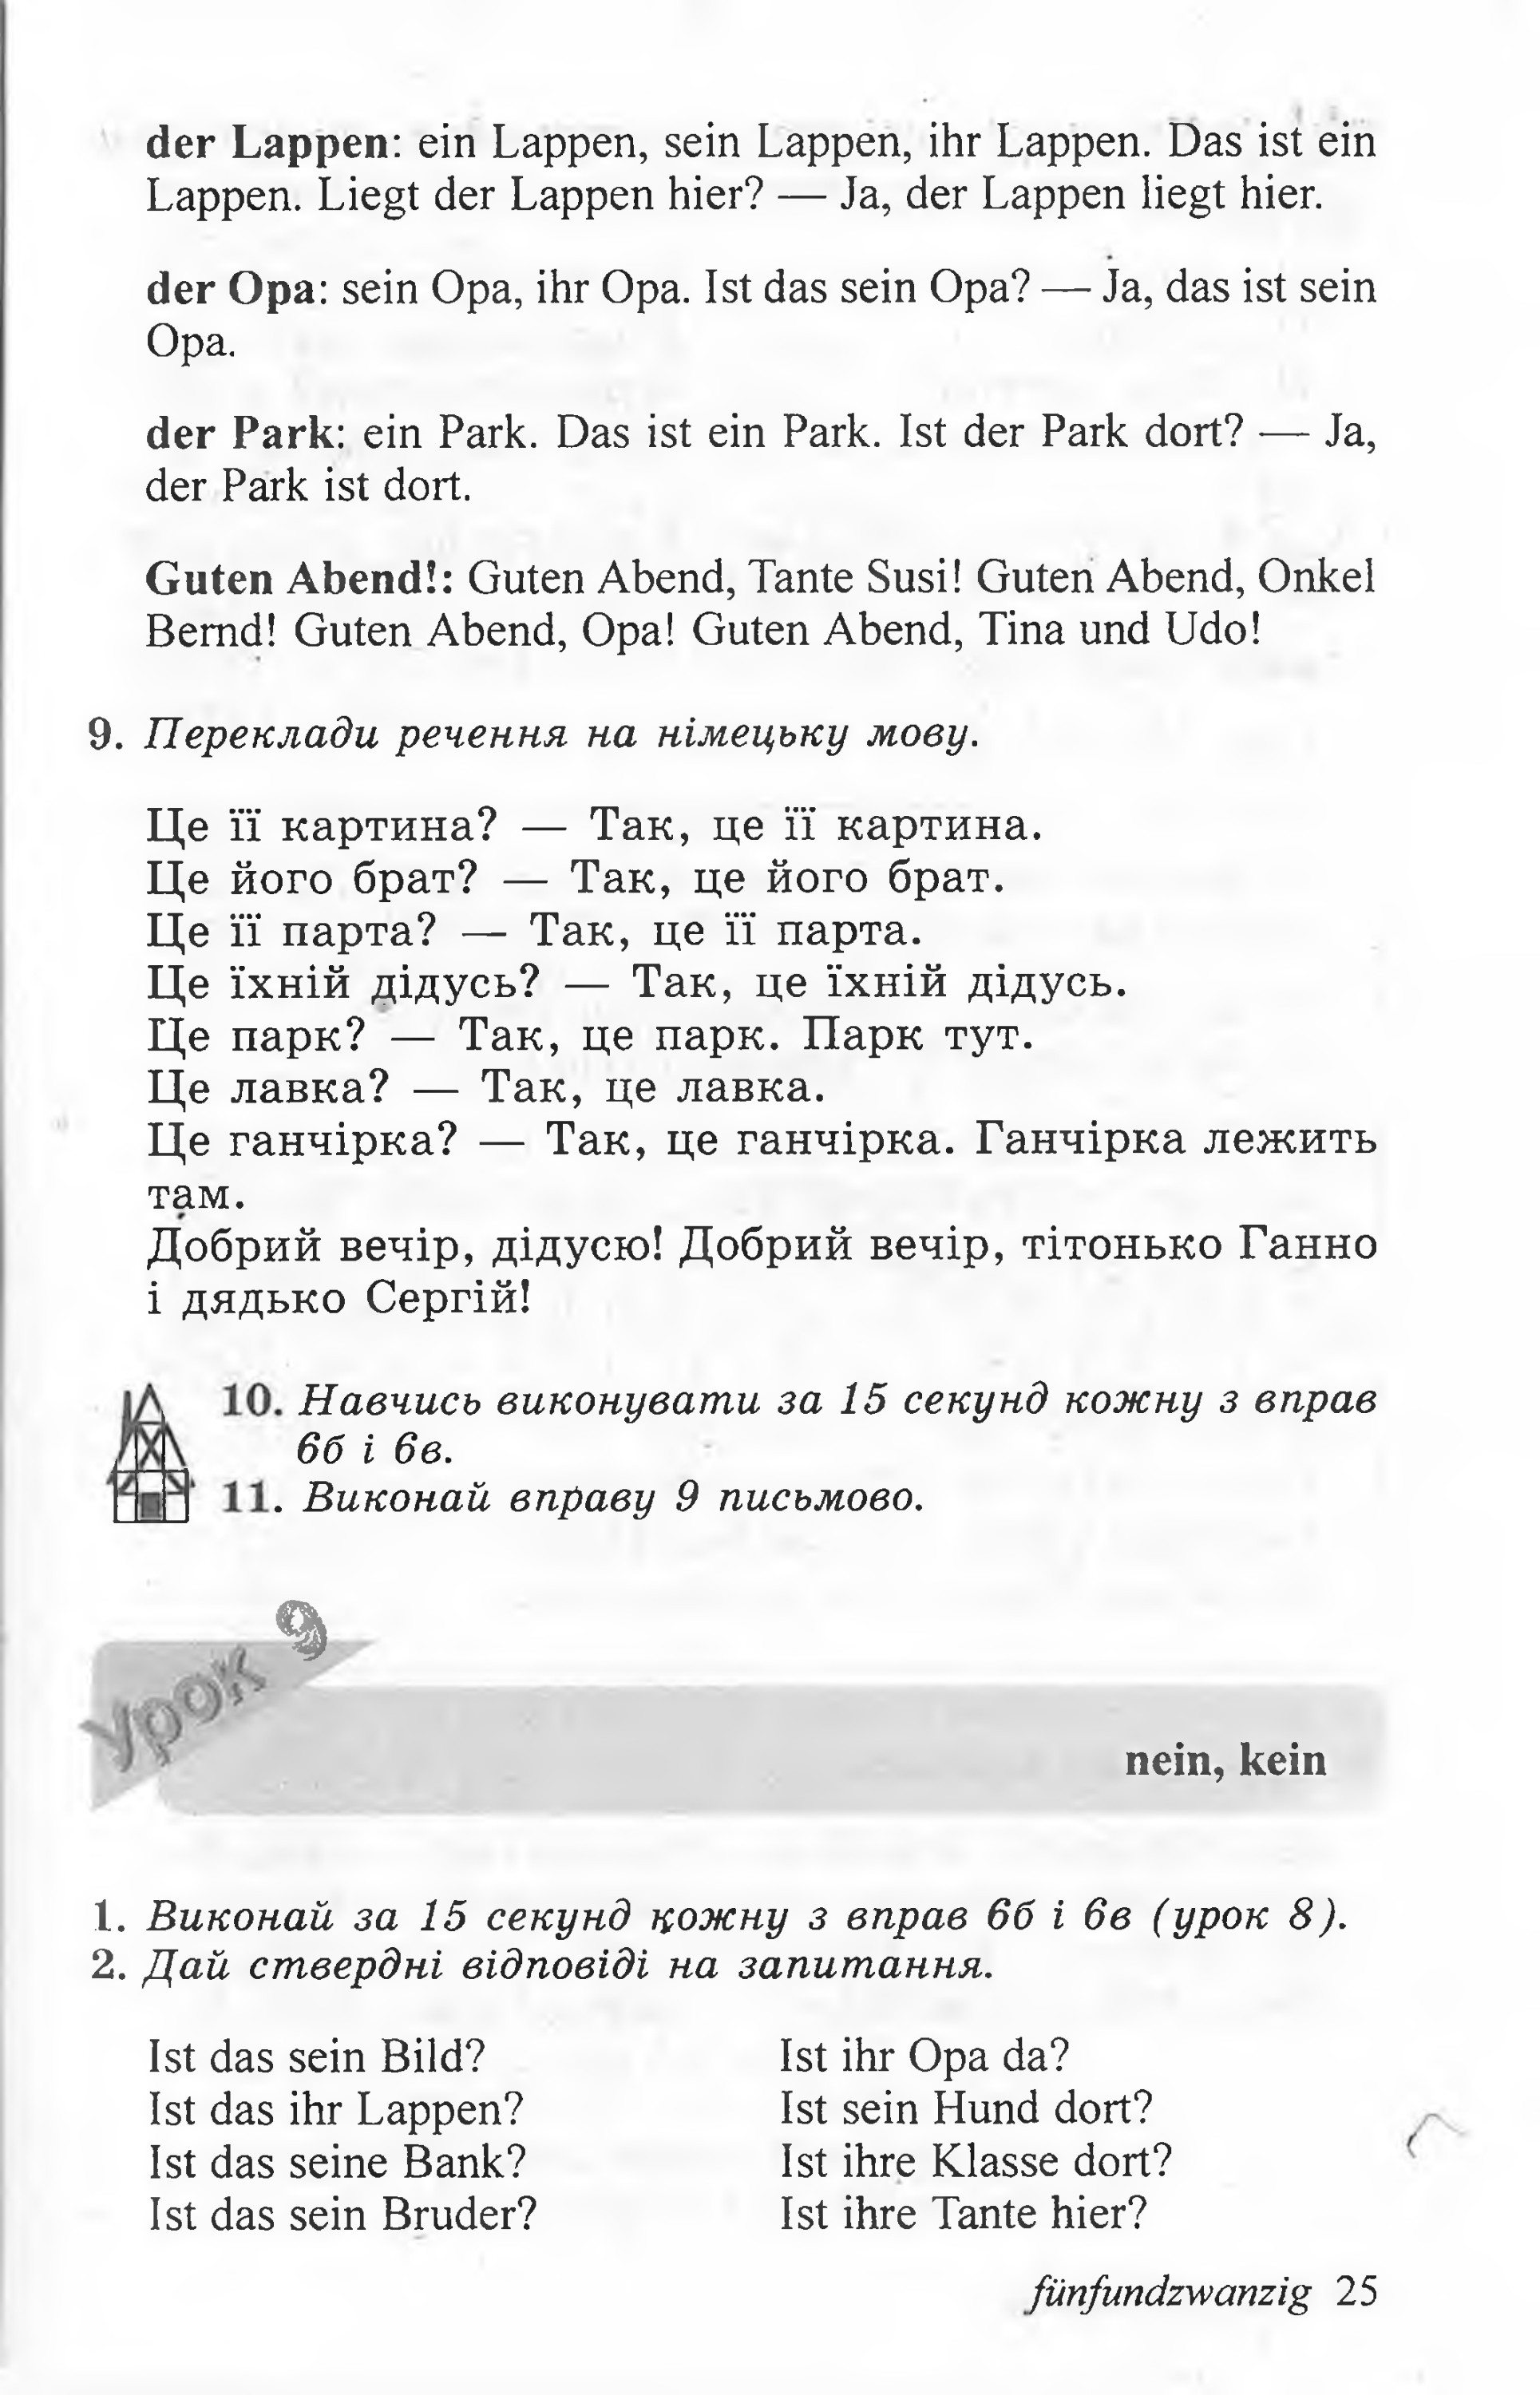 der Lappen: ein Lappen, sein Lappen, ihr Lappen. Das ist ein
Lappen. Liegt der Lappen hier? — Ja, der Lappen liegt hier.
der Opa: sein Opa, ihr Opa. Ist das sein Opa? — Ja, das ist sein
Opa.
der Park: ein Park. Das ist ein Park. Ist der Park dort? — Ja,
der Park ist dort.
Guten Abend!: Guten Abend, Tante Susi! Guten Abend, Onkel
Bernd! Guten Abend, Opa! Guten Abend, Tina und Udo!
9. Переклади речення на німецьку мову.
Це її картина? — Так, це її картина.
Це його брат? — Так, це його брат.
Це її парта? — Так, це її парта.
Це їхній дідусь? — Так, це їхній дідусь.
Це парк? — Так, це парк. Парк тут.
Це лавка? — Так, це лавка.
Це ганчірка? — Так, це ганчірка. Ганчірка лежить
там.
Добрий вечір, дідусю! Добрий вечір, тітонько Ганно
і дядько Сергій!
10. Навчись виконувати за 15 секунд кожну з вправ
6б і 6в.
11. Виконай вправу 9 письмово.
Урок 9
nein, kein
1. Виконай за 15 секунд кожну з вправ 6б і 6в (урок 8).
2. Дай ствердні відповіді на запитання.
Ist das sein Bild?
Ist das ihr Lappen?
Ist das seine Bank?
Ist das sein Bruder?
Ist ihr Opa da?
Ist sein Hund dort?
Ist ihre Klasse dort?
Ist ihre Tante hier?
fünfundzwanzig 25